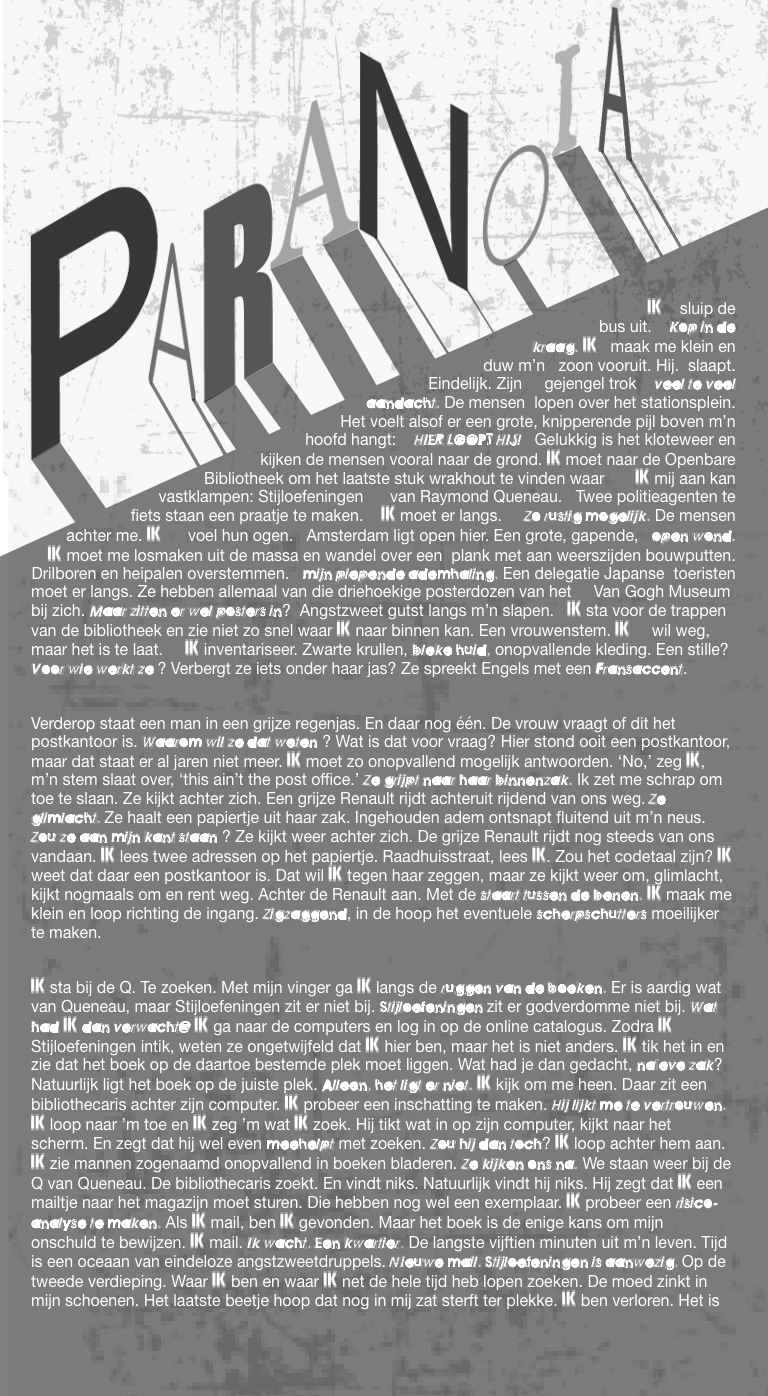 PARANOIA
IK sluip de
bus uit. Kop in de
kraag. IK maak me klein en
duw m'n zoon vooruit. Hij. slaapt.
Eindelijk. Zijn gejengel trok veel te veel
aandacht. De mensen lopen over het stationsplein.
Het voelt alsof er een grote, knipperende pijl boven m'n
hoofd hangt: HIER LOOPT HIJ! Gelukkig is het kloteweer en
kijken de mensen vooral naar de grond. IK moet naar de Openbare
Bibliotheek om het laatste stuk wrakhout te vinden waar IK mij aan kan
vastklampen: Stijloefeningen van Raymond Queneau. Twee politieagenten te
fiets staan een praatje te maken. IK moet er langs. Zo rustig mogelijk. De mensen
achter me. IK voel hun ogen. Amsterdam ligt open hier. Een grote, gapende, open wond.
IK moet me losmaken uit de massa en wandel over een plank met aan weerszijden bouwputten.
Drilboren en heipalen overstemmen. mijn piepende ademhaling. Een delegatie Japanse toeristen
moet er langs. Ze hebben allemaal van die driehoekige posterdozen van het Van Gogh Museum
bij zich. Maar zitten er wel posters in? Angstzweet gutst langs m'n slapen. IK sta voor de trappen
van de bibliotheek en zie niet zo snel waar IK naar binnen kan. Een vrouwenstem. IK wil weg,
maar het is te laat. IK inventariseer. Zwarte krullen, bleke huid, onopvallende kleding. Een stille?
Voor wie werkt ze ? Verbergt ze iets onder haar jas? Ze spreekt Engels met een Fransaccent.
Verderop staat een man in een grijze regenjas. En daar nog één. De vrouw vraagt of dit het
postkantoor is. Waarom wil ze dat weten ? Wat is dat voor vraag? Hier stond ooit een postkantoor,
maar dat staat er al jaren niet meer. IK moet zo onopvallend mogelijk antwoorden. 'No,' zeg IK,
m'n stem slaat over, 'this ain't the post office.' Ze grijpt naar haar binnenzak. Ik zet me schrap om
toe te slaan. Ze kijkt achter zich. Een grijze Renault rijdt achteruit rijdend van ons weg. Ze
glimlacht. Ze haalt een papiertje uit haar zak. Ingehouden adem ontsnapt fluitend uit m'n neus.
Zou ze aan mijn kant staan ? Ze kijkt weer achter zich. De grijze Renault rijdt nog steeds van ons
vandaan. IK lees twee adressen op het papiertje. Raadhuisstraat, lees IK. Zou het codetaal zijn? IK
weet dat daar een postkantoor is. Dat wil IK tegen haar zeggen, maar ze kijkt weer om, glimlacht,
kijkt nogmaals om en rent weg. Achter de Renault aan. Met de staart tussen de benen. IK maak me
klein en loop richting de ingang. Zigzaggend, in de hoop het eventuele scherpschutters moeilijker
te maken.
IK sta bij de Q. Te zoeken. Met mijn vinger ga IK langs de ruggen van de boeken. Er is aardig wat
van Queneau, maar Stijloefeningen zit er niet bij. Stijloefeningen zit er godverdomme niet bij. Wat
had IK dan verwacht? IK ga naar de computers en log in op de online catalogus. Zodra IK
Stijloefeningen intik, weten ze ongetwijfeld dat IK hier ben, maar het is niet anders. IK tik het in en
zie dat het boek op de daartoe bestemde plek moet liggen. Wat had je dan gedacht, naïeve zak?
Natuurlijk ligt het boek op de juiste plek. Alleen, het ligt er niet. IK kijk om me heen. Daar zit een
bibliothecaris achter zijn computer. IK probeer een inschatting te maken. Hij lijkt me te vertrouwen.
IK loop naar 'm toe en IK zeg 'm wat IK zoek. Hij tikt wat in op zijn computer, kijkt naar het
scherm. En zegt dat hij wel even meehelpt met zoeken. Zou hij dan toch? IK loop achter hem aan.
IK zie mannen zogenaamd onopvallend in boeken bladeren. Ze kijken ons na. We staan weer bij de
Q van Queneau. De bibliothecaris zoekt. En vindt niks. Natuurlijk vindt hij niks. Hij zegt dat IK een
mailtje naar het magazijn moet sturen. Die hebben nog wel een exemplaar. IK probeer een risico-
analyse te maken. Als IK mail, ben IK gevonden. Maar het boek is de enige kans om mijn
onschuld te bewijzen. IK mail. Ik wacht. Een kwartier. De langste vijftien minuten uit m'n leven. Tijd
is een oceaan van eindeloze angstzweetdruppels. Nieuwe mail. Stijloefeningen is aanwezig. Op de
tweede verdieping. Waar IK ben en waar IK net de hele tijd heb lopen zoeken. De moed zinkt in
mijn schoenen. Het laatste beetje hoop dat nog in mij zat sterft ter plekke. IK ben verloren. Het is